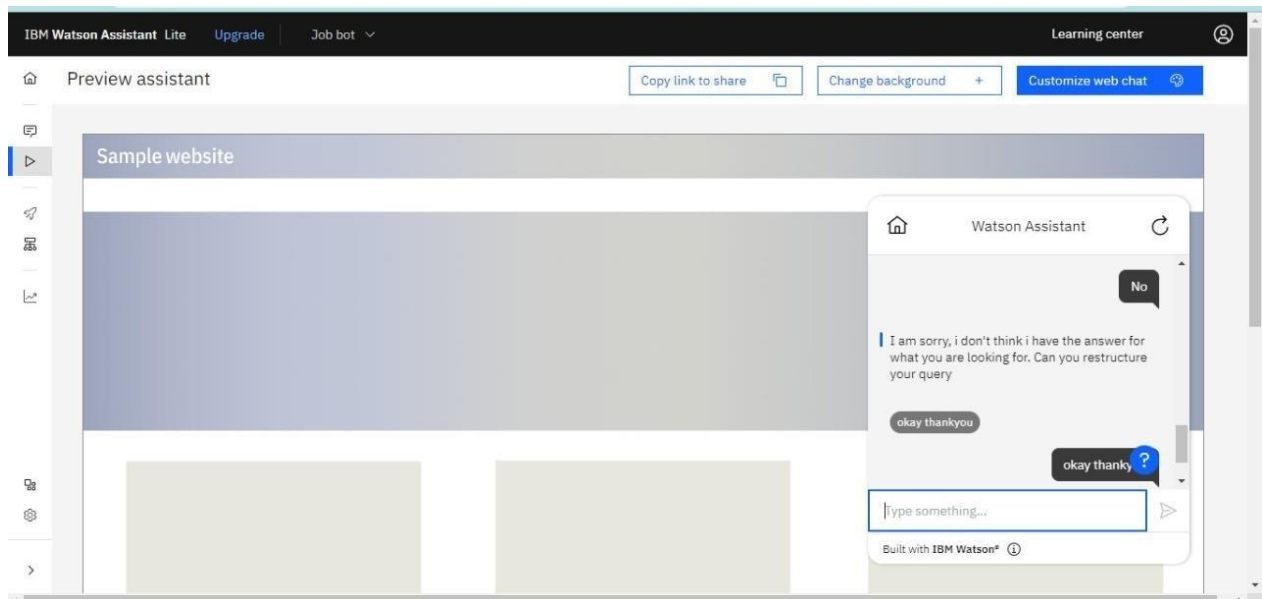 IBM Watson Assistant Lite Upgrade Job bot Learning center
Preview assistant Copy link to share Change background + Customize web chat
Sample website
Watson Assistant
No
I am sorry, i don't think i have the answer for
what you are looking for. Can you restructure
your query
okay thankyou
okay thanky ?
Type something...
Built with IBM Watson®